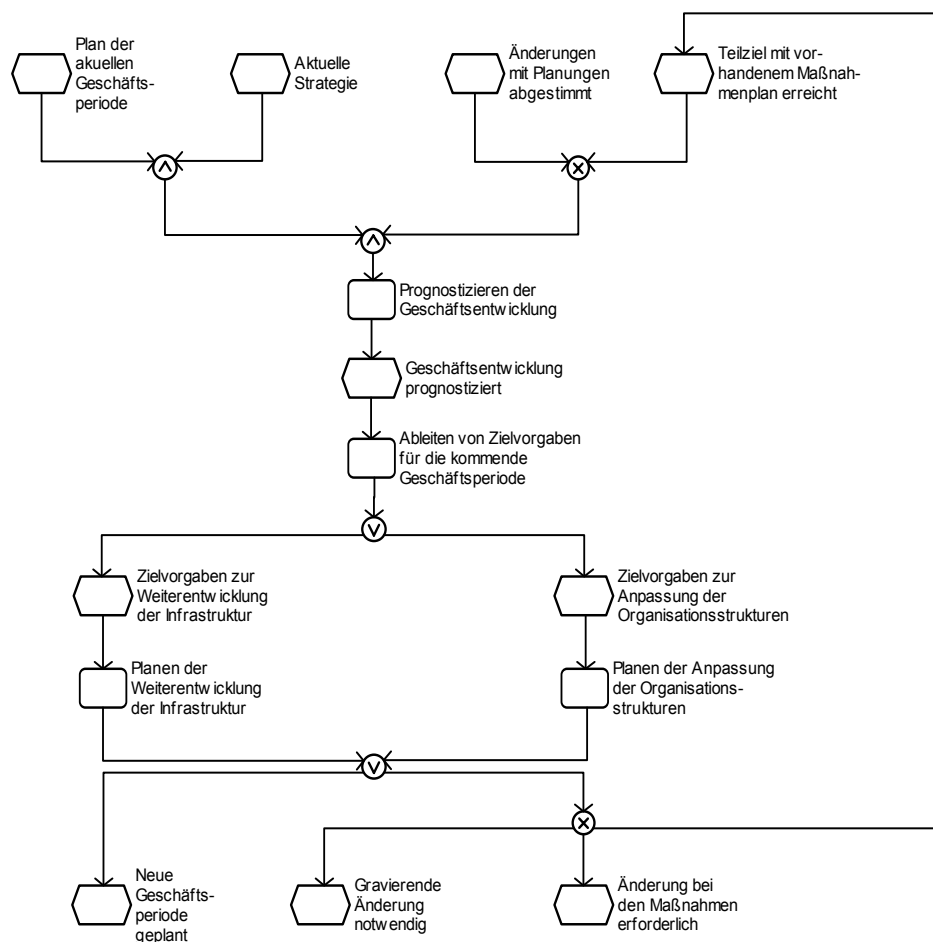 Plan der
akuellen
Geschäfts-
periode
Aktuelle
Strategie
Änderungen
mit Planungen
abgestimmt
Teilziel mit vor-
handenem Maßnah-
menplan erreicht
Prognostizieren der
Geschäftsentwicklung
Geschäftsentwicklung
prognostiziert
Ableiten von Zielvorgaben
für die kommende
Geschäftsperiode
Zielvorgaben zur
Weiterentwicklung
der Infrastruktur
Zielvorgaben zur
Anpassung der
Organisationsstrukturen
Planen der
Weiterentwicklung
der Infrastruktur
Planen der Anpassung
der Organisations-
strukturen
Neue
Geschäfts-
periode
geplant
Gravierende
Änderung
notwendig
Änderung bei
den Maßnahmen
erforderlich